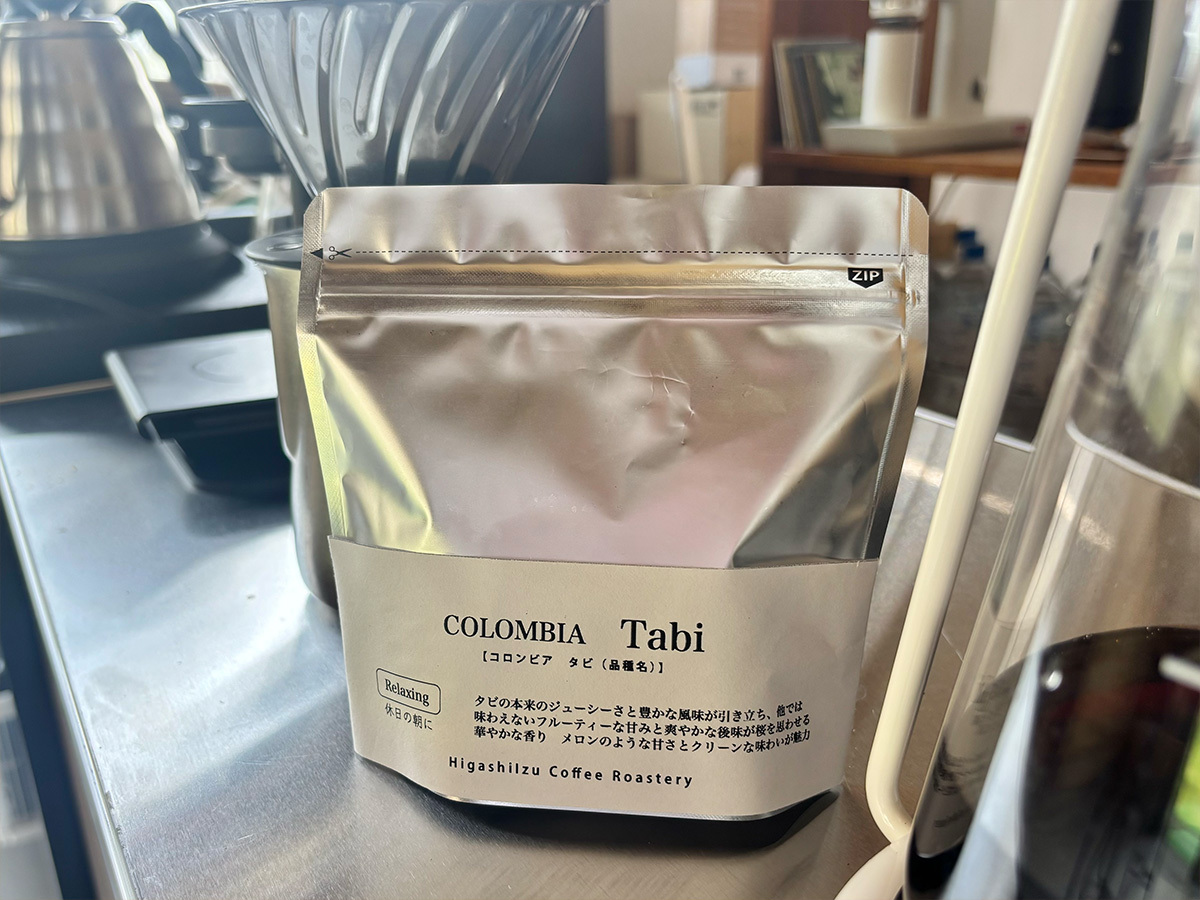 ZIP
COLOMBIA Tabi
【コロンビア タビ（品種名）】
Relaxing
休日の朝に
タビの本来のジューシーさと豊かな風味が引き立ち、他では
味わえないフルーティーな甘みと爽やかな後味が桜を思わせる
華やかな香り メロンのような甘さとクリーンな味わいが魅力
HigashiIzu Coffee Roastery